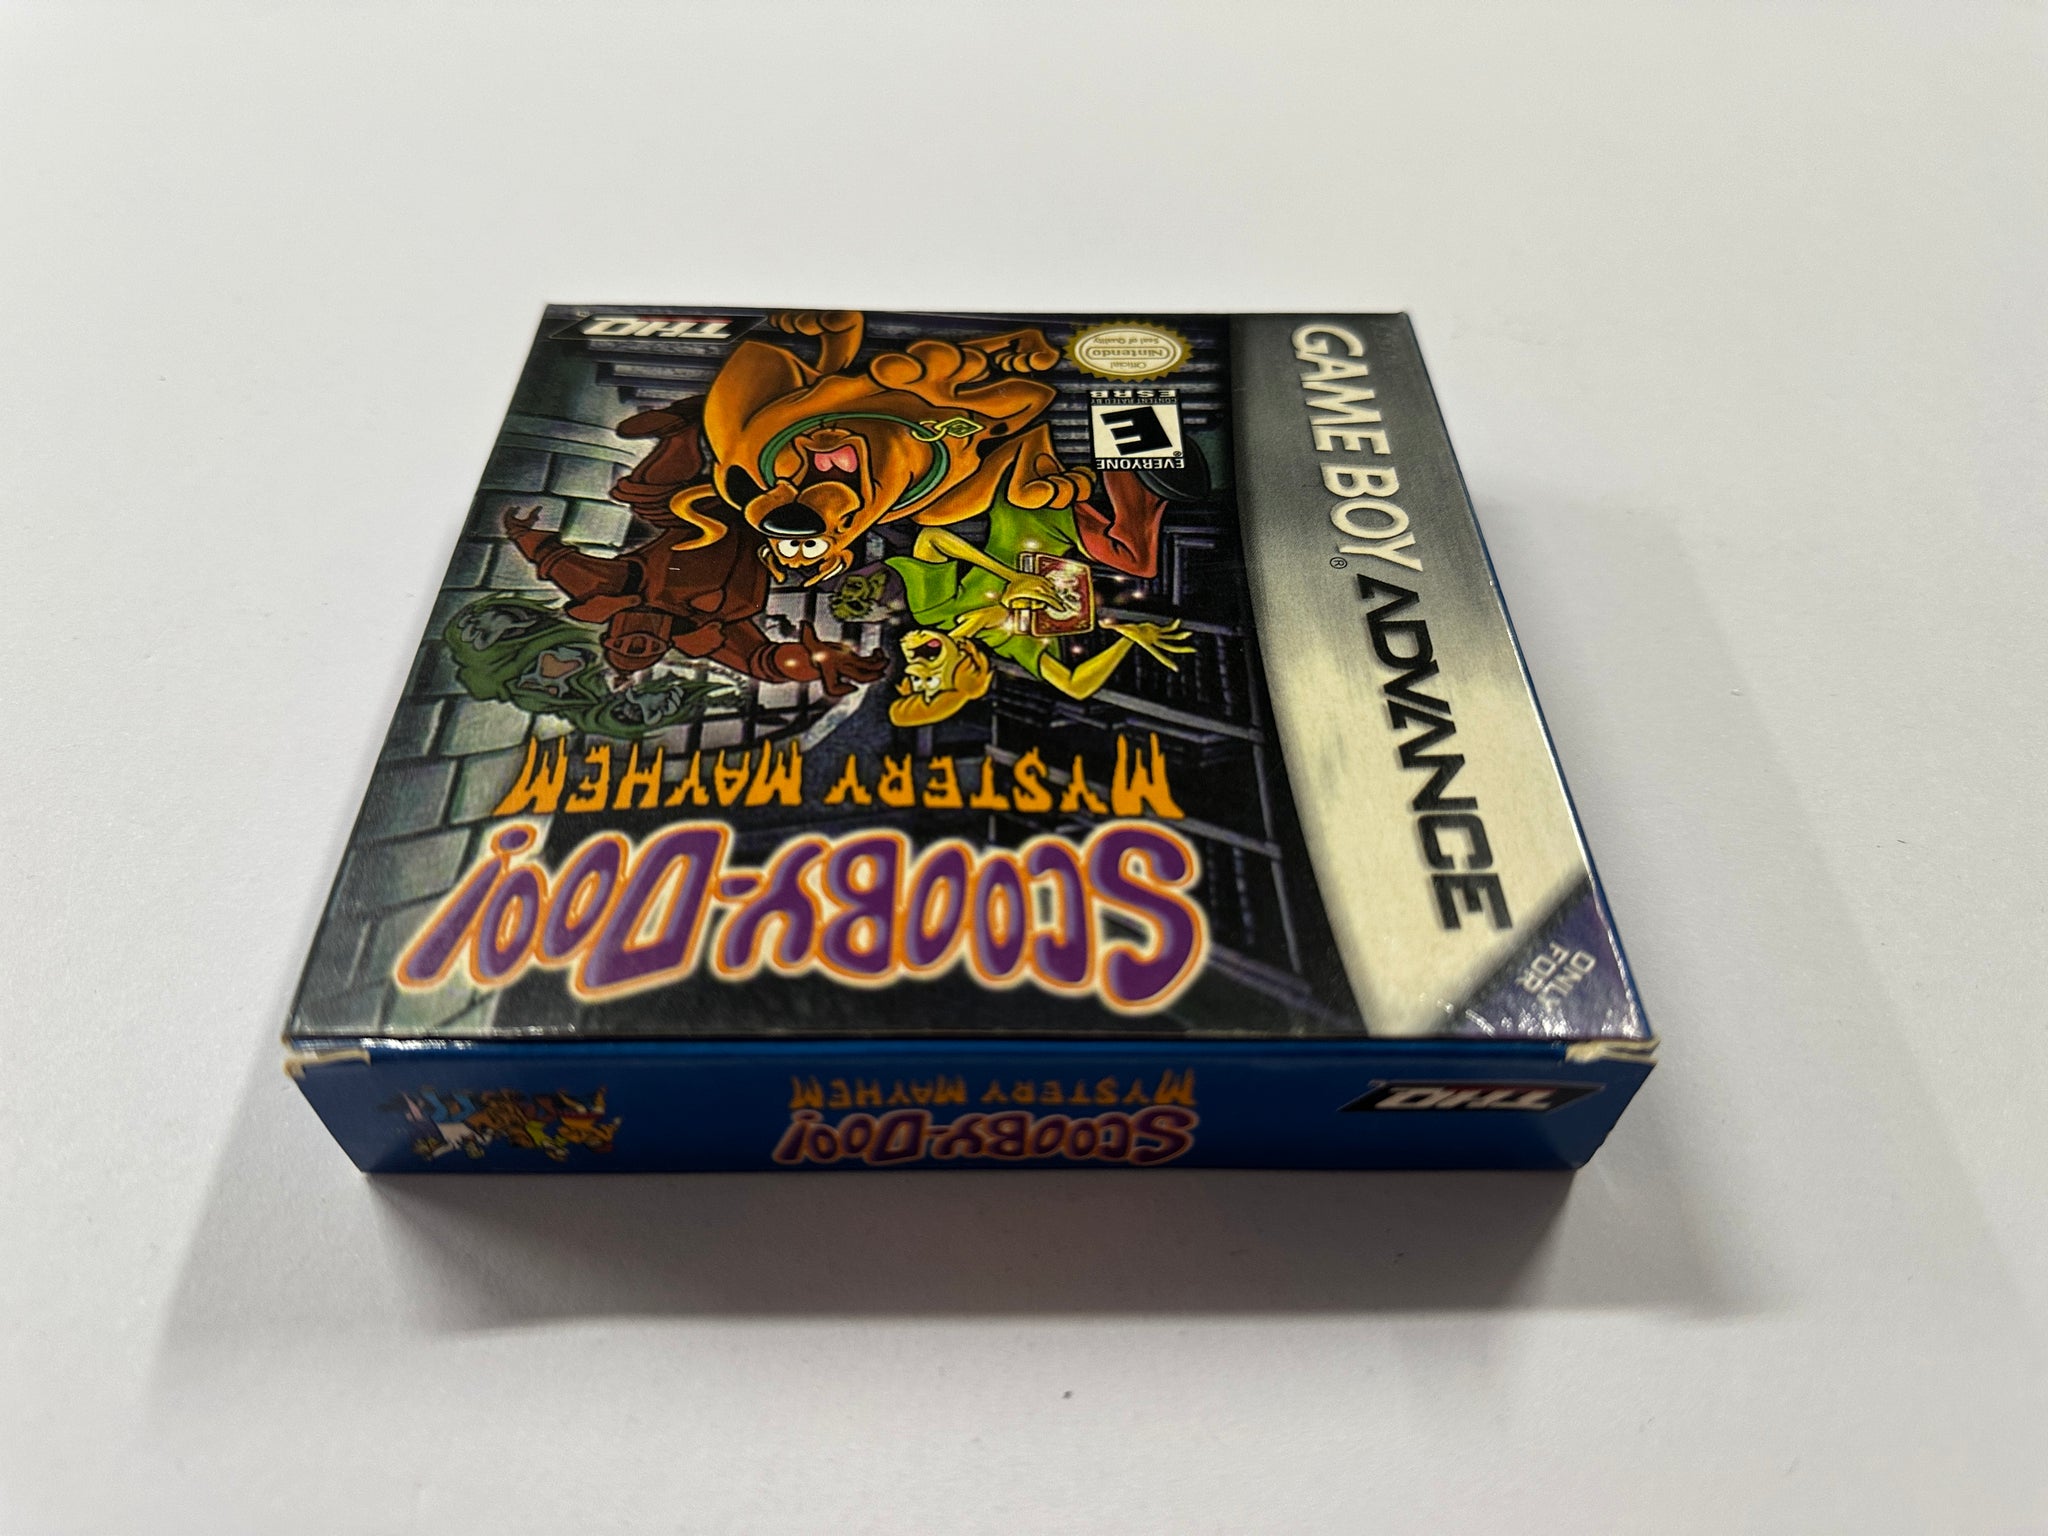 GAME BOY ADVANCE
®
ONLY
FOR
SCOOBY-DOO!
MYSTERY MAYHEM
EVERYONE
®
E
CONTENT RATED BY
ESRB
Official
Nintendo
Seal of Quality
THQ
THQ
SCOOBY-DOO!
MYSTERY MAYHEM